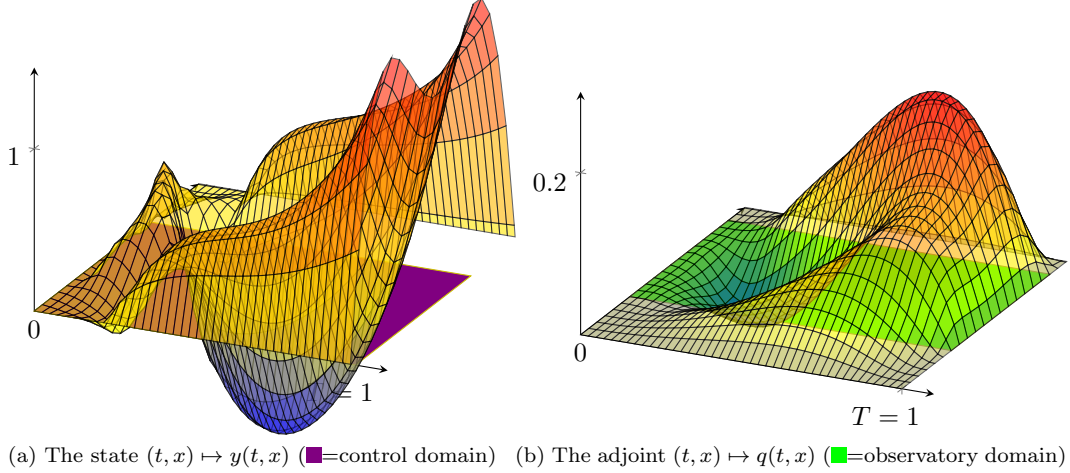 1
0
= 1
0.2
0
T = 1
(a) The state (t, x) ↦ y(t, x) (■=control domain)
(b) The adjoint (t, x) ↦ q(t, x) (■=observatory domain)